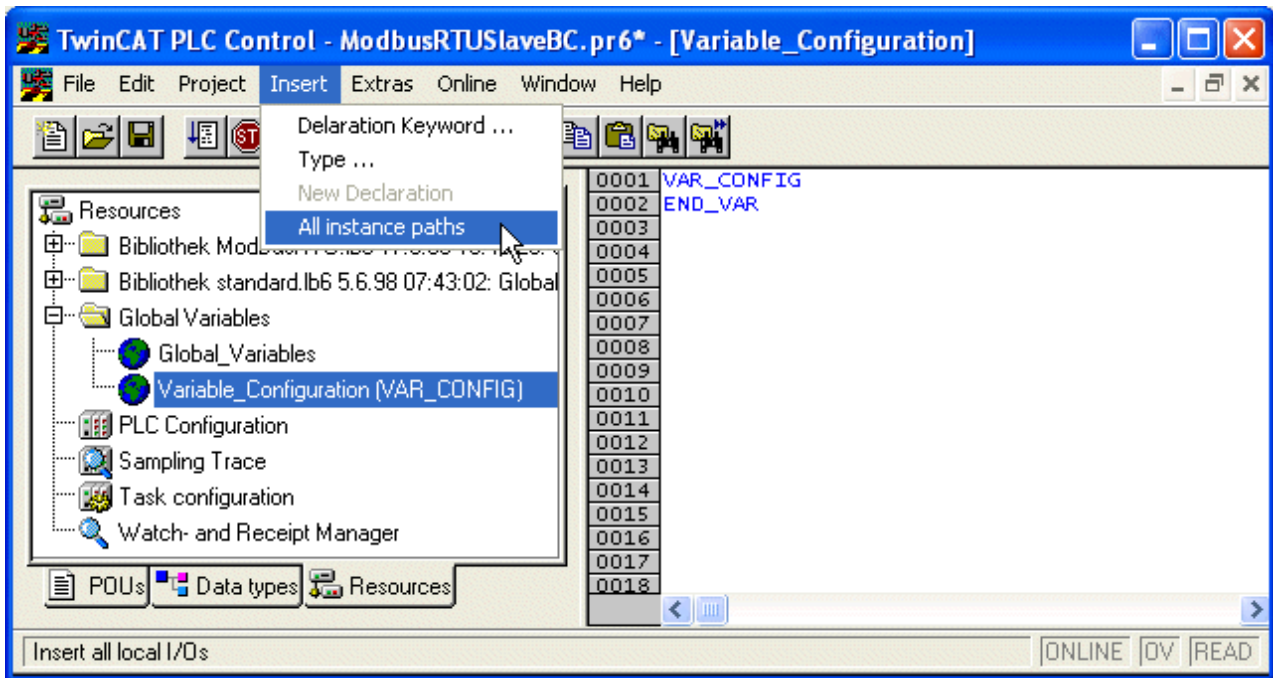 TwinCAT PLC Control - ModbusRTUSlaveBC.pr6* - [Variable_Configuration]
File Edit Project Insert Extras Online Window Help
Delaration Keyword ...
Type ...
New Declaration
All instance paths
Resources
Bibliothek
Bibliothek standard.lb6 5.6.98 07:43:02: Global
Global Variables
Global_Variables
Variable_Configuration (VAR_CONFIG)
PLC Configuration
Sampling Trace
Task configuration
Watch- and Receipt Manager
POUs Data types Resources
0001 VAR_CONFIG
0002 END_VAR
0003
0004
0005
0006
0007
0008
0009
0010
0011
0012
0013
0014
0015
0016
0017
0018
Insert all local I/Os ONLINE OV READ